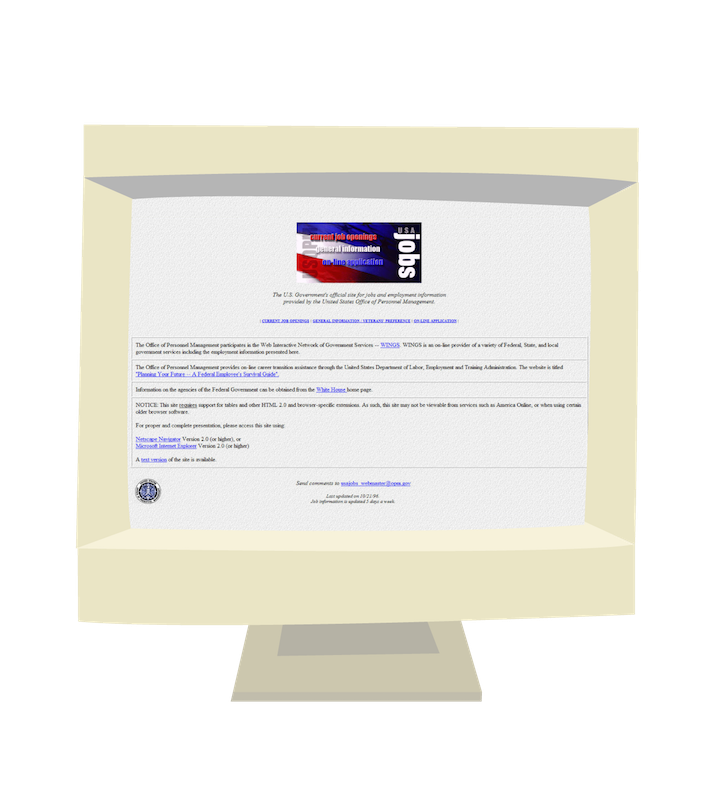 USOPM
current job openings
general information
on-line application
USA
jobs
The U.S. Government's official site for jobs and employment information
provided by the United States Office of Personnel Management.
| CURRENT JOB OPENINGS | GENERAL INFORMATION | VETERANS' PREFERENCE | ON-LINE APPLICATION |
The Office of Personnel Management participates in the Web Interactive Network of Government Services -- WINGS. WINGS is an on-line provider of a variety of Federal, State, and local
government services including the employment information presented here.
The Office of Personnel Management provides on-line career transition assistance through the United States Department of Labor, Employment and Training Administration. The website is titled
"Planning Your Future -- A Federal Employee's Survival Guide".
Information on the agencies of the Federal Government can be obtained from the White House home page.
NOTICE: This site requires support for tables and other HTML 2.0 and browser-specific extensions. As such, this site may not be viewable from services such as America Online, or when using certain
older browser software.
For proper and complete presentation, please access this site using:
Netscape Navigator Version 2.0 (or higher), or
Microsoft Internet Explorer Version 2.0 (or higher)
A text version of the site is available.
Send comments to usajobs_webmaster@opm.gov
Last updated on 10/21/96.
Job information is updated 5 days a week.